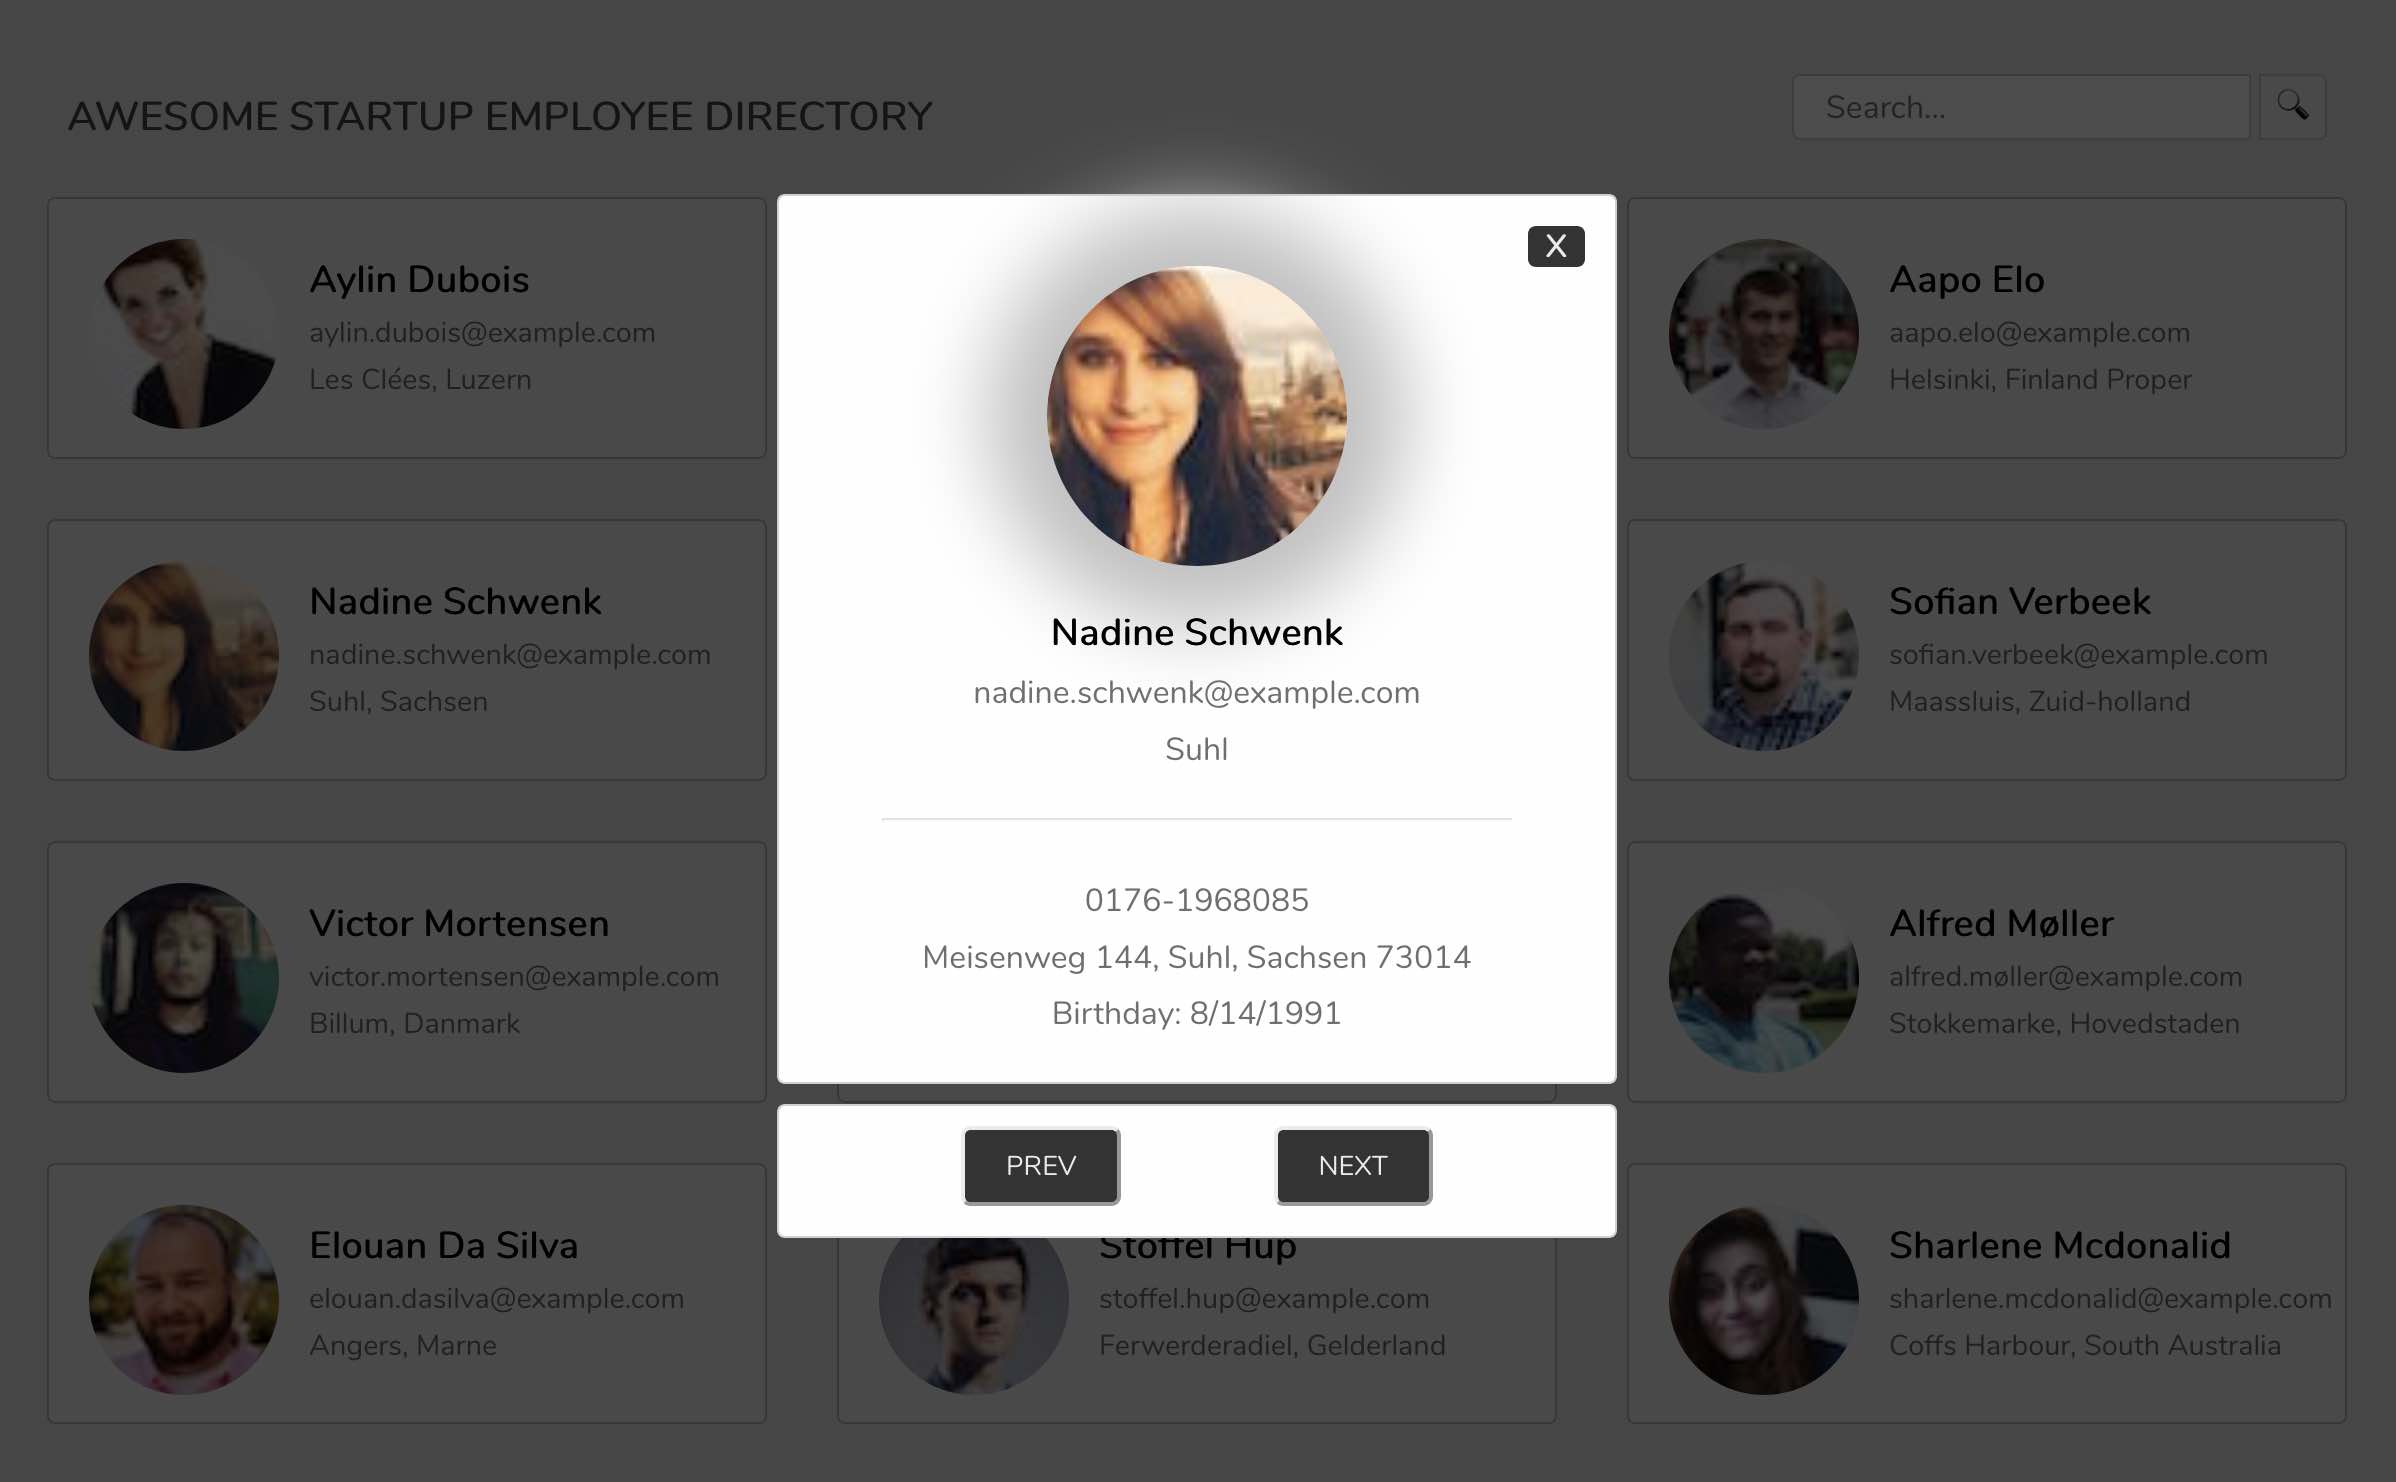 AWESOME STARTUP EMPLOYEE DIRECTORY
Search...
Aylin Dubois
aylin.dubois@example.com
Les Clées, Luzern
X
Nadine Schwenk
nadine.schwenk@example.com
Suhl
0176-1968085
Meisenweg 144, Suhl, Sachsen 73014
Birthday: 8/14/1991
PREV
NEXT
Aapo Elo
aapo.elo@example.com
Helsinki, Finland Proper
Nadine Schwenk
nadine.schwenk@example.com
Suhl, Sachsen
Sofian Verbeek
sofian.verbeek@example.com
Maassluis, Zuid-holland
Victor Mortensen
victor.mortensen@example.com
Billum, Danmark
Alfred Møller
alfred.møller@example.com
Stokkemarke, Hovedstaden
Elouan Da Silva
elouan.dasilva@example.com
Angers, Marne
Stoffel Hup
stoffel.hup@example.com
Ferwerderadiel, Gelderland
Sharlene Mcdonalid
sharlene.mcdonalid@example.com
Coffs Harbour, South Australia